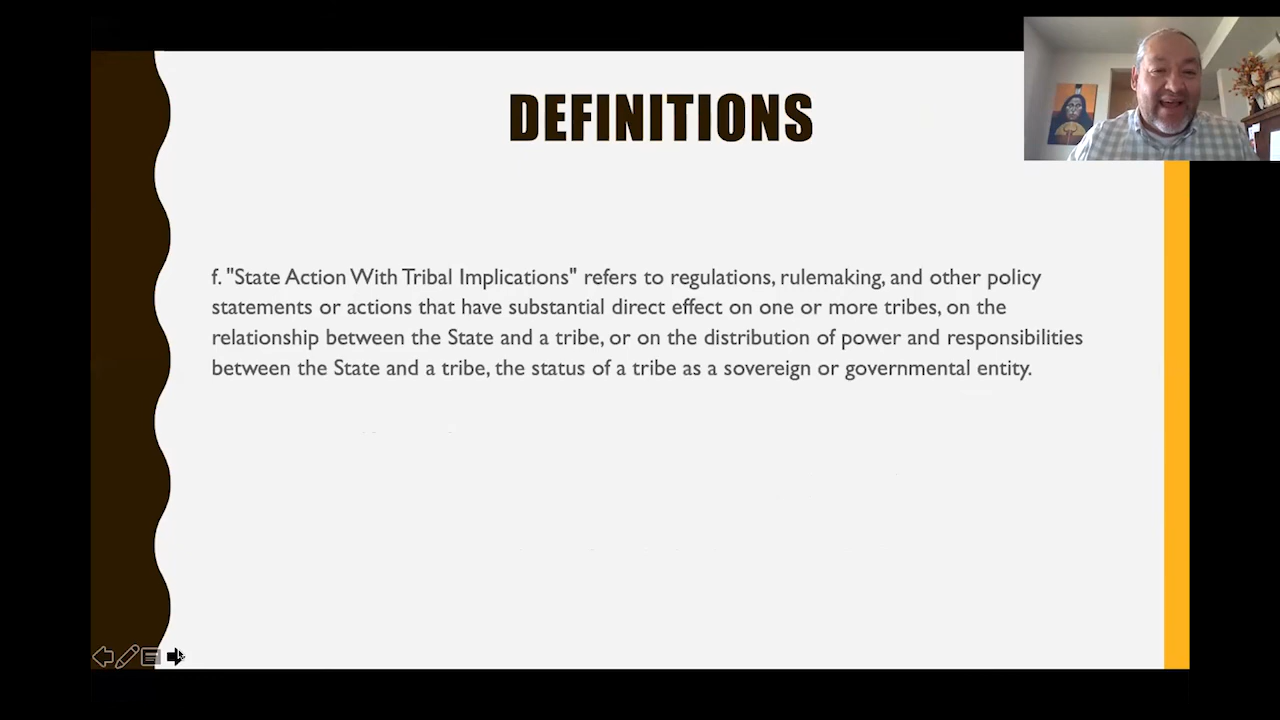 DEFINITIONS
f. "State Action With Tribal Implications" refers to regulations, rulemaking, and other policy
statements or actions that have substantial direct effect on one or more tribes, on the
relationship between the State and a tribe, or on the distribution of power and responsibilities
between the State and a tribe, the status of a tribe as a sovereign or governmental entity.